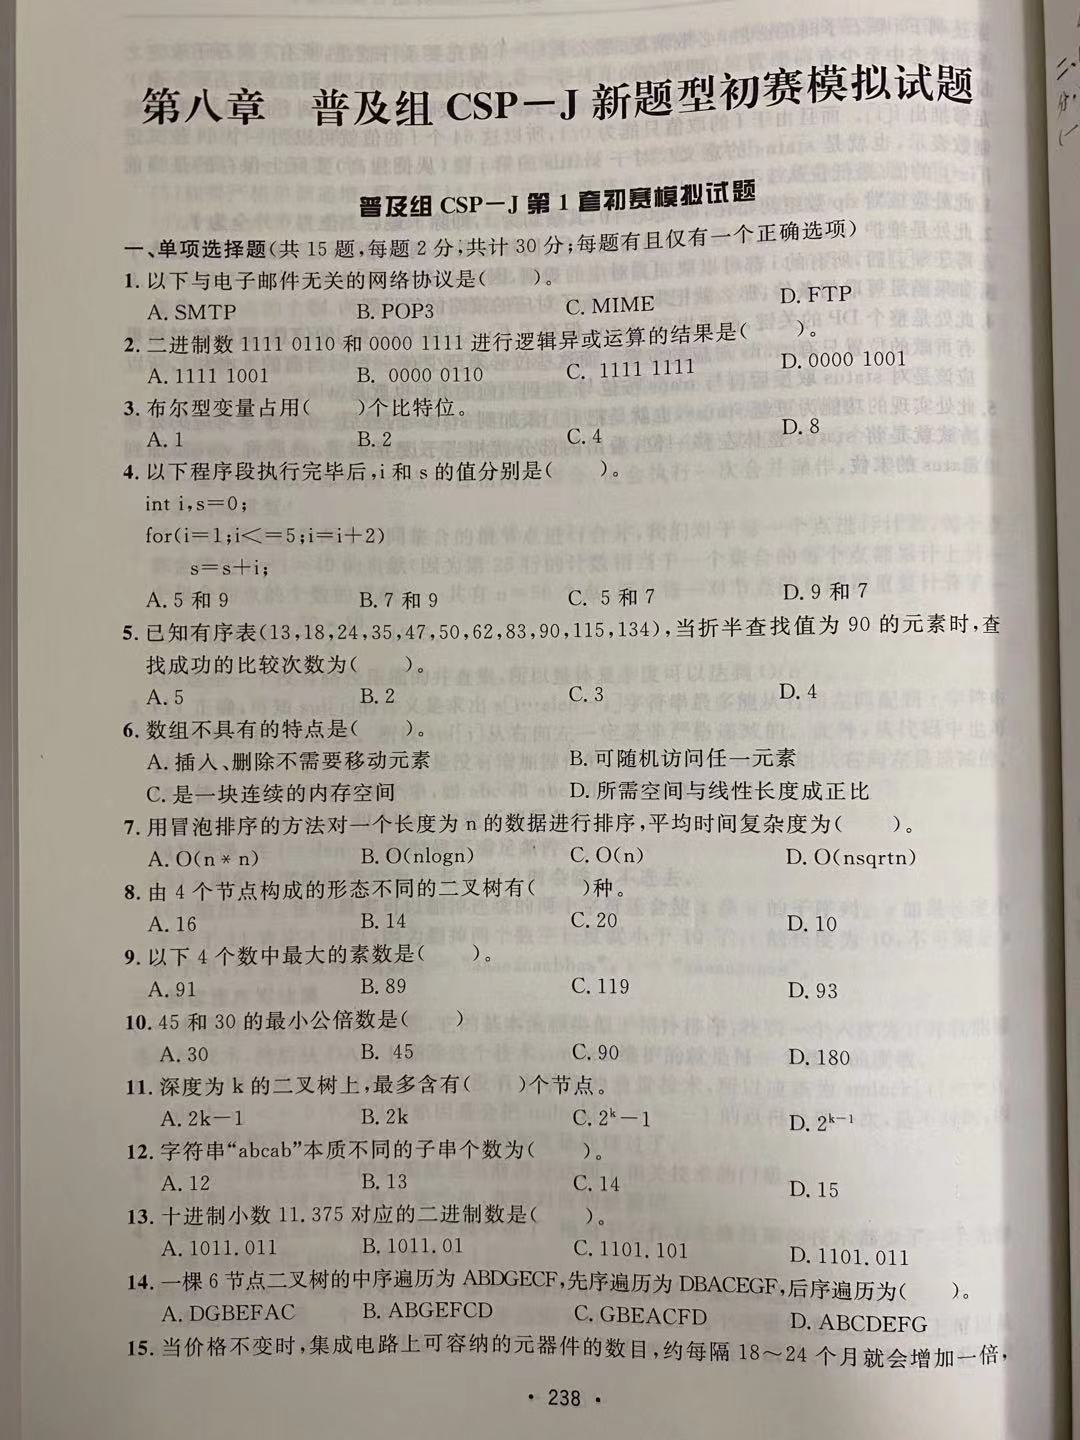 第八章 普及组 CSP－J 新题型初赛模拟试题
普及组 CSP－J 第 1 套初赛模拟试题
一、单项选择题(共 15 题,每题 2 分,共计 30 分;每题有且仅有一个正确选项)
1. 以下与电子邮件无关的网络协议是(  )。
A. SMTP B. POP3 C. MIME D. FTP
2. 二进制数 1111 0110 和 0000 1111 进行逻辑异或运算的结果是(  )。
A. 1111 1001 B. 0000 0110 C. 1111 1111 D. 0000 1001
3. 布尔型变量占用(  )个比特位。
A. 1 B. 2 C. 4 D. 8
4. 以下程序段执行完毕后,i 和 s 的值分别是(  )。
int i,s=0;
for(i=1;i<=5;i=i+2)
s=s+i;
A. 5 和 9 B. 7 和 9 C. 5 和 7 D. 9 和 7
5. 已知有序表(13,18,24,35,47,50,62,83,90,115,134),当折半查找值为 90 的元素时,查
找成功的比较次数为(  )。
A. 5 B. 2 C. 3 D. 4
6. 数组不具有的特点是(  )。
A. 插入、删除不需要移动元素 B. 可随机访问任一元素
C. 是一块连续的内存空间 D. 所需空间与线性长度成正比
7. 用冒泡排序的方法对一个长度为 n 的数据进行排序,平均时间复杂度为(  )。
A. O(n * n) B. O(nlogn) C. O(n) D. O(nsqrtn)
8. 由 4 个节点构成的形态不同的二叉树有(  )种。
A. 16 B. 14 C. 20 D. 10
9. 以下 4 个数中最大的素数是(  )。
A. 91 B. 89 C. 119 D. 93
10. 45 和 30 的最小公倍数是(  )
A. 30 B. 45 C. 90 D. 180
11. 深度为 k 的二叉树上,最多含有(  )个节点。
A. 2k－1 B. 2k C. 2ᵏ－1 D. 2ᵏ⁻¹
12. 字符串“abcab”本质不同的子串个数为(  )。
A. 12 B. 13 C. 14 D. 15
13. 十进制小数 11.375 对应的二进制数是(  )。
A. 1011.011 B. 1011.01 C. 1101.101 D. 1101.011
14. 一棵 6 节点二叉树的中序遍历为 ABDGECF,先序遍历为 DBACEGF,后序遍历为(  )。
A. DGBEFAC B. ABGEFCD C. GBEACFD D. ABCDEFG
15. 当价格不变时,集成电路上可容纳的元器件的数目,约每隔 18～24 个月就会增加一倍,
· 238 ·